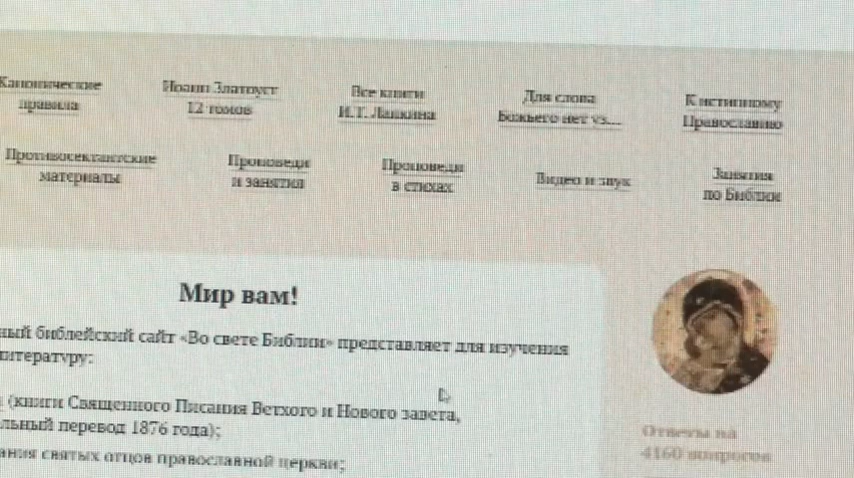 Канонические
правила
Иоанн Златоуст
12 томов
Все книги
И.Т. Лапкина
Для слова
Божьего нет уз...
К истинному
Православию
Противосектантские
материалы
Проповеди
и занятия
Проповеди
в стихах
Видео и звук
Занятия
по Библии
Мир вам!
ный библейский сайт «Во свете Библии» представляет для изучения
литературу:
(книги Священного Писания Ветхого и Нового завета,
льный перевод 1876 года);
ания святых отцов православной церкви;
Ответы на
4160 вопросов